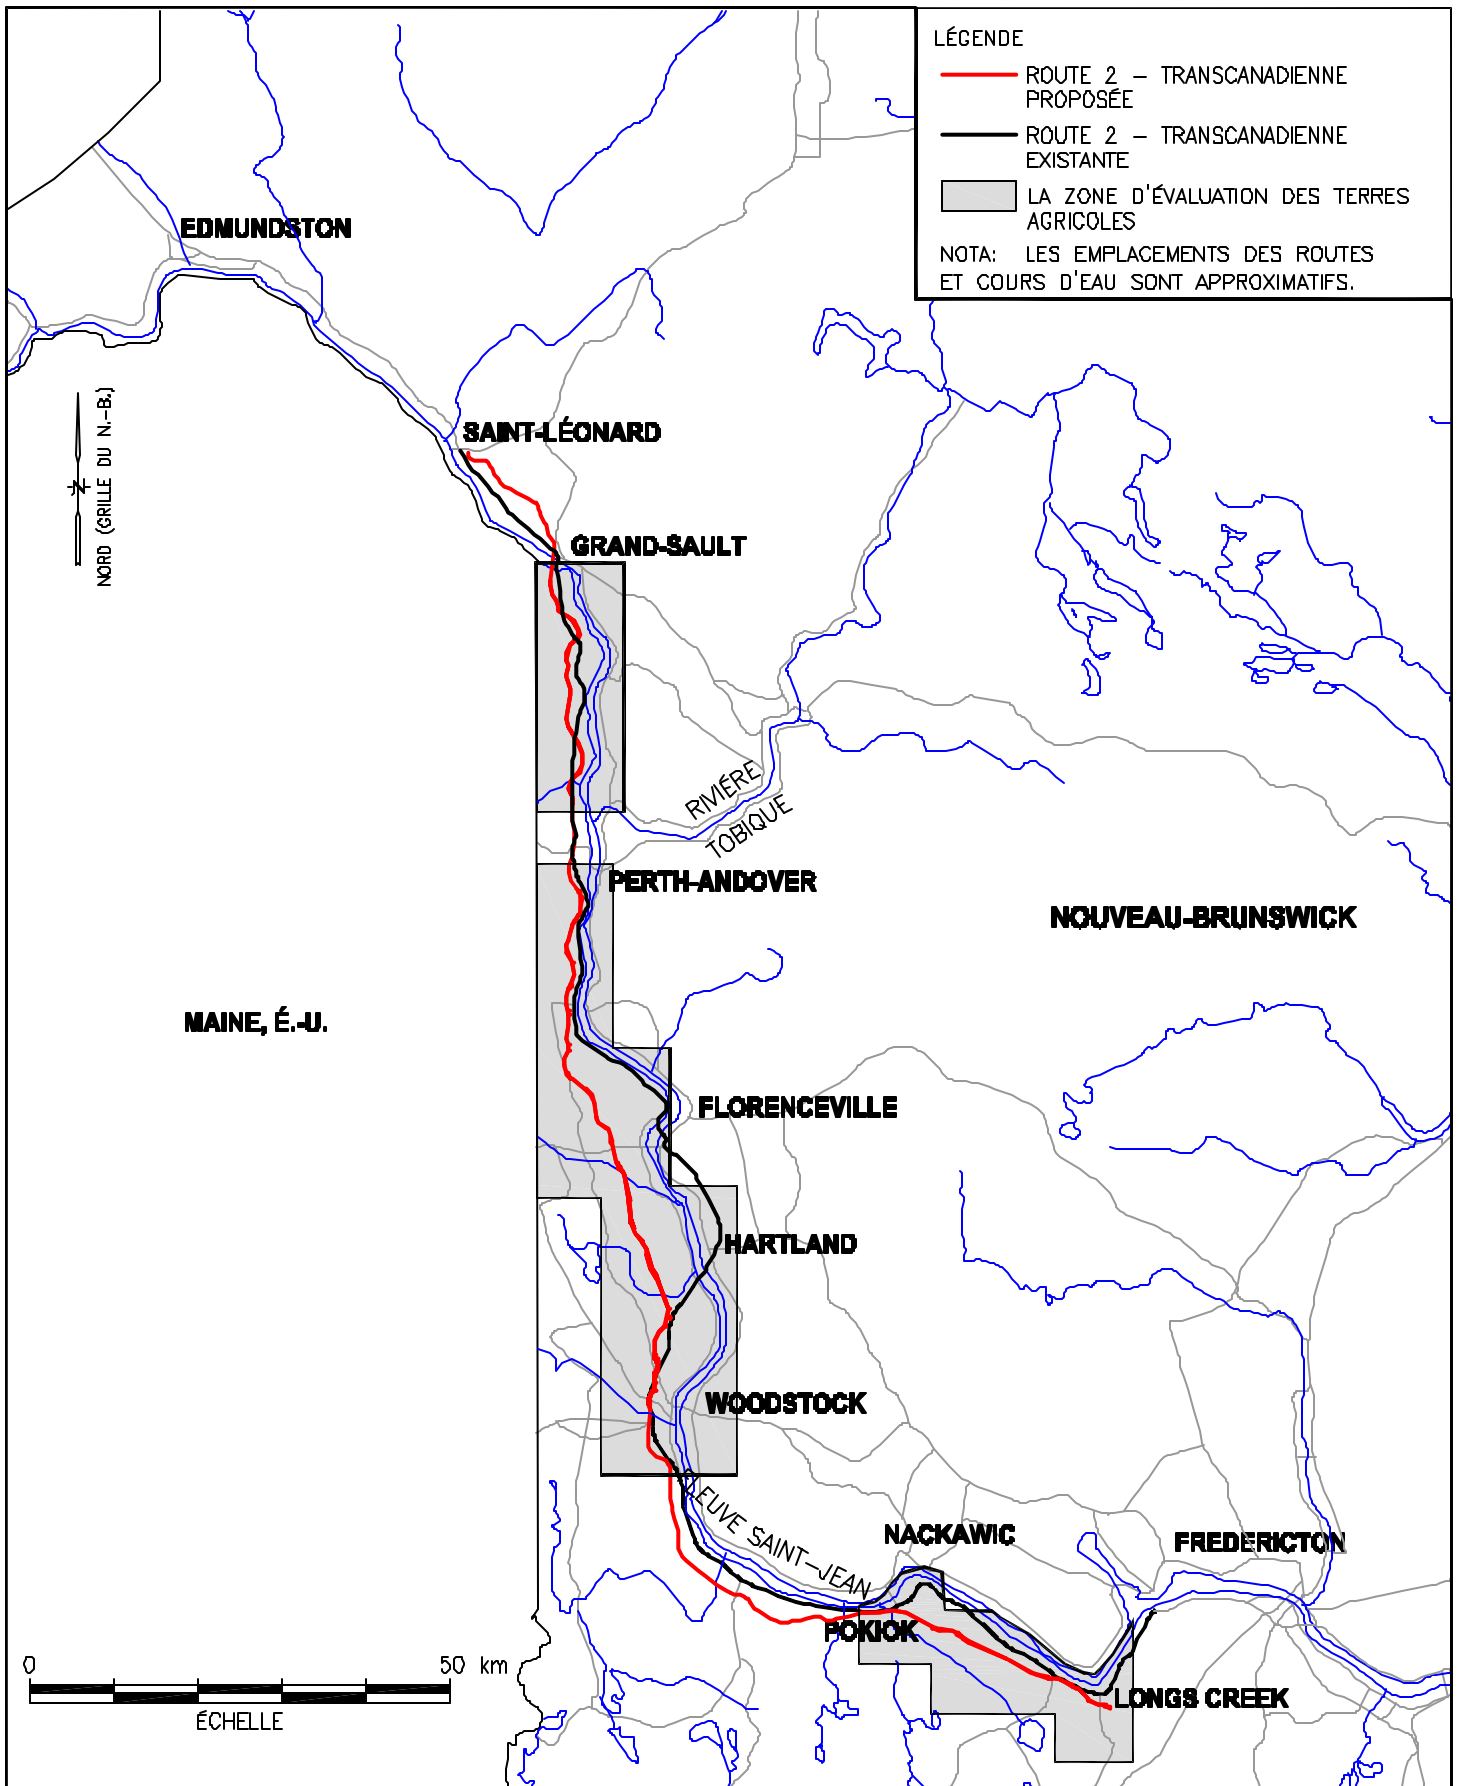 LÉGENDE
ROUTE 2 – TRANSCANADIENNE
PROPOSÉE
ROUTE 2 – TRANSCANADIENNE
EXISTANTE
LA ZONE D'ÉVALUATION DES TERRES
AGRICOLES
NOTA: LES EMPLACEMENTS DES ROUTES
ET COURS D'EAU SONT APPROXIMATIFS.
EDMUNDSTON
NORD (GRILLE DU N.-B.)
SAINT-LÉONARD
GRAND-SAULT
RIVIÉRE
TOBIQUE
PERTH-ANDOVER
NOUVEAU-BRUNSWICK
MAINE, É.-U.
FLORENCEVILLE
HARTLAND
WOODSTOCK
FLEUVE SAINT–JEAN
NACKAWIC
FREDERICTON
POKIOK
LONGS CREEK
0 50 km
ÉCHELLE